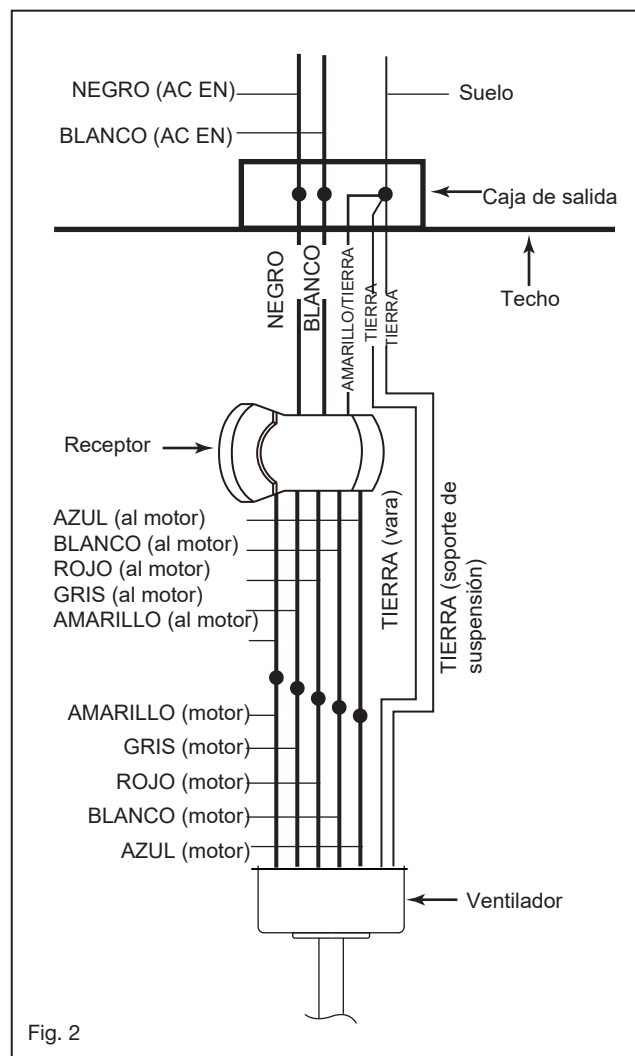 NEGRO (AC EN)
Suelo
BLANCO (AC EN)
Caja de salida
Techo
NEGRO
BLANCO
AMARILLO/TIERRA
TIERRA
TIERRA
Receptor
AZUL (al motor)
BLANCO (al motor)
ROJO (al motor)
GRIS (al motor)
AMARILLO (al motor)
TIERRA (vara)
TIERRA (soporte de
suspensión)
AMARILLO (motor)
GRIS (motor)
ROJO (motor)
BLANCO (motor)
AZUL (motor)
Ventilador
Fig. 2